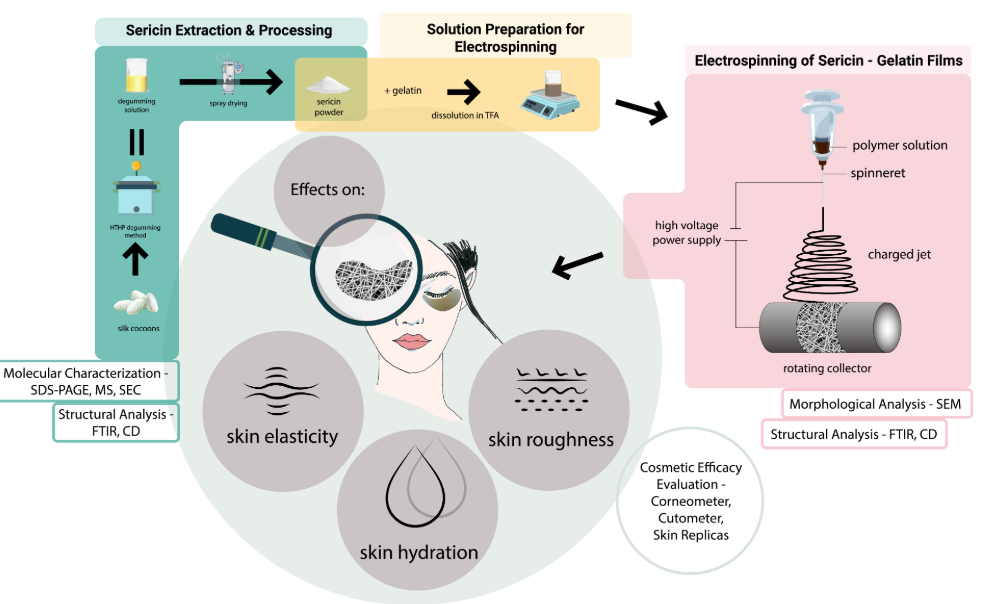 Sericin Extraction & Processing
degumming
solution
spray drying
HTHP degumming
method
silk cocoons
Molecular Characterization -
SDS-PAGE, MS, SEC
Structural Analysis -
FTIR, CD
Solution Preparation for
Electrospinning
sericin
powder
+ gelatin
dissolution in TFA
Electrospinning of Sericin - Gelatin Films
polymer solution
spinneret
high voltage
power supply
charged jet
rotating collector
Morphological Analysis - SEM
Structural Analysis - FTIR, CD
Effects on:
skin elasticity
skin hydration
skin roughness
Cosmetic Efficacy
Evaluation -
Corneometer,
Cutometer,
Skin Replicas